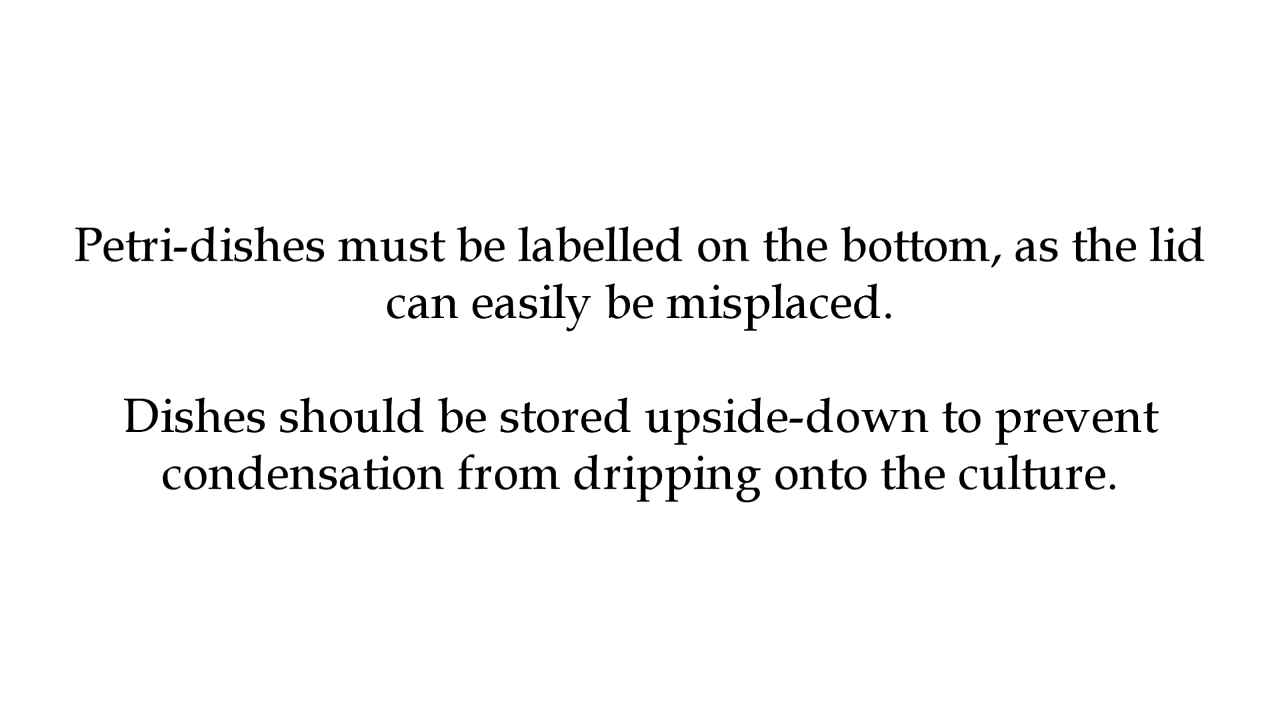 Petri-dishes must be labelled on the bottom, as the lid
can easily be misplaced.
Dishes should be stored upside-down to prevent
condensation from dripping onto the culture.